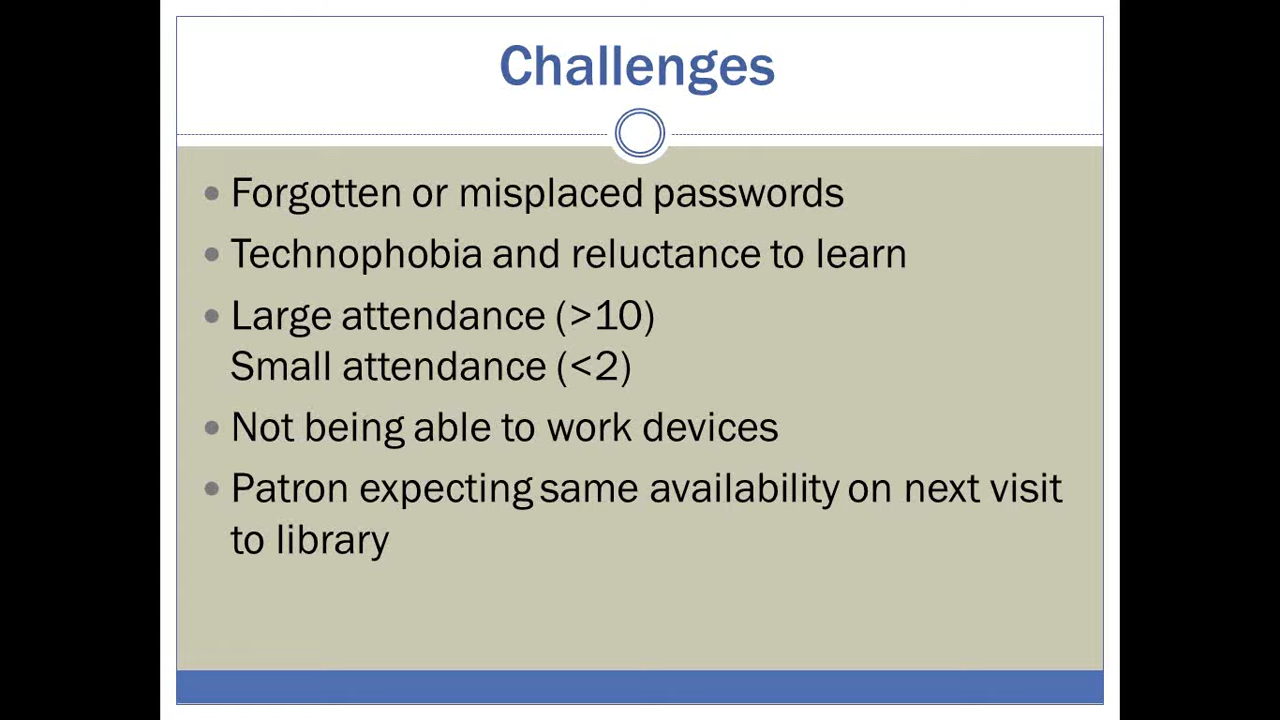 Challenges
Forgotten or misplaced passwords
Technophobia and reluctance to learn
Large attendance (>10)
Small attendance (<2)
Not being able to work devices
Patron expecting same availability on next visit
to library